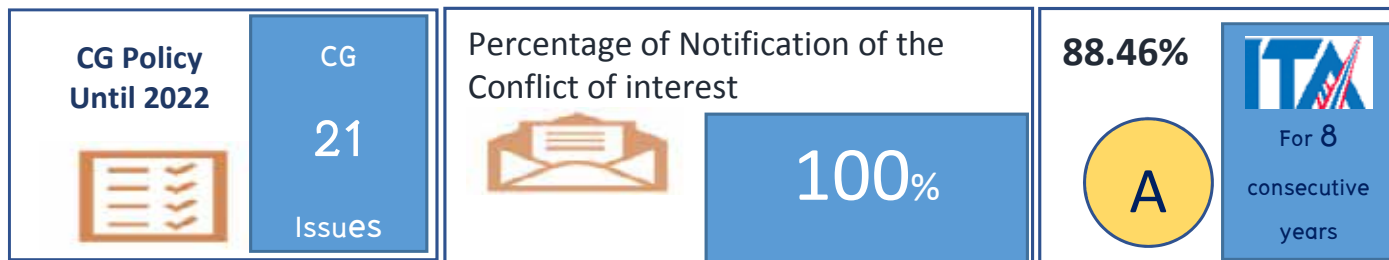 CG Policy
Until 2022
CG
21
Issues
Percentage of Notification of the
Conflict of interest
100%
88.46%
A
ITA
For 8
consecutive
years